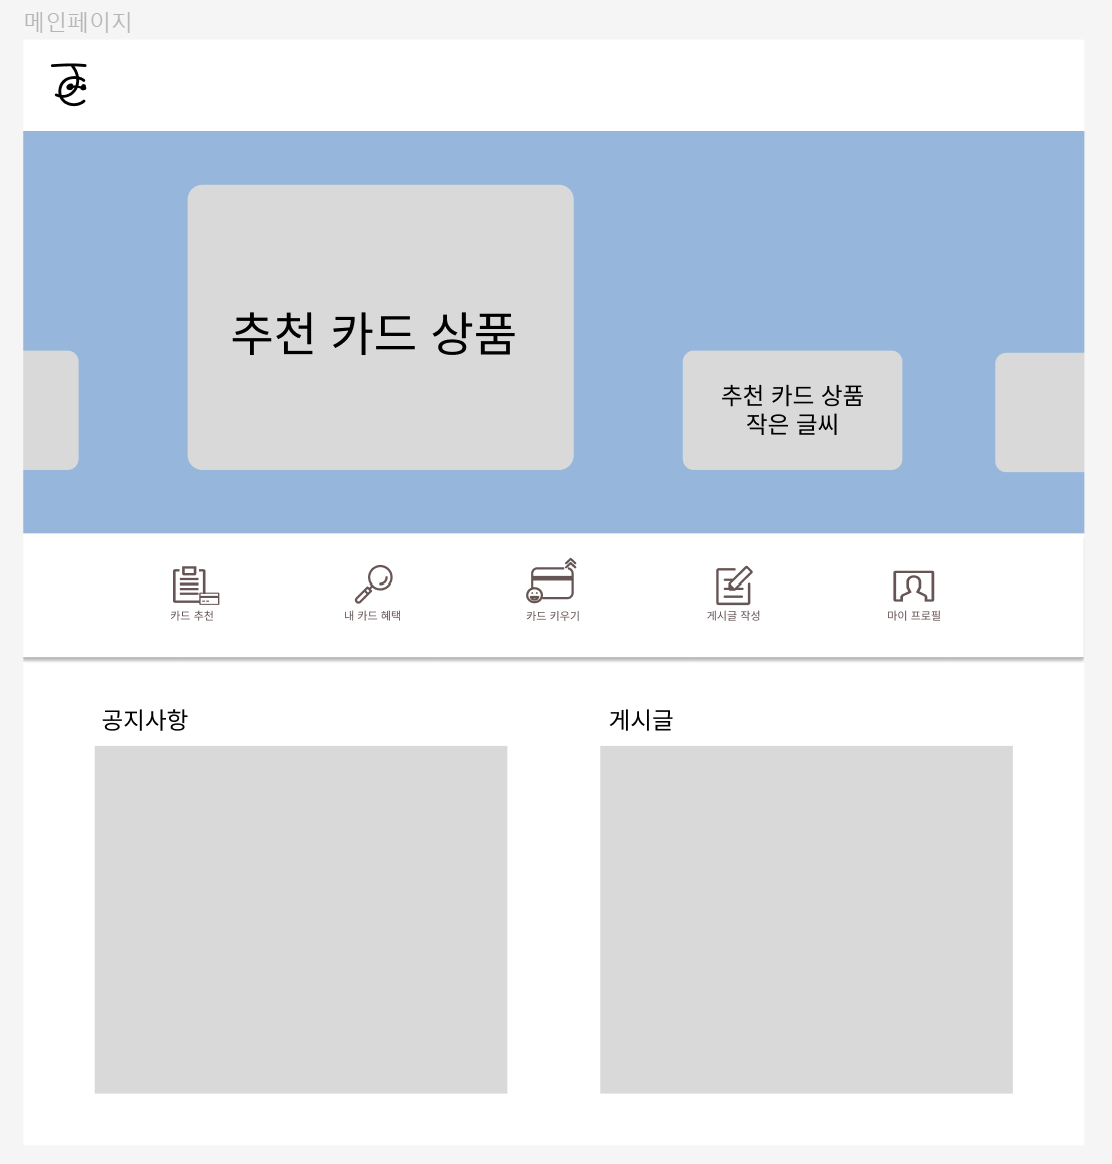 메인페이지
추천 카드 상품
추천 카드 상품
작은 글씨
카드 추천
내 카드 혜택
카드 키우기
게시글 작성
마이 프로필
공지사항
게시글